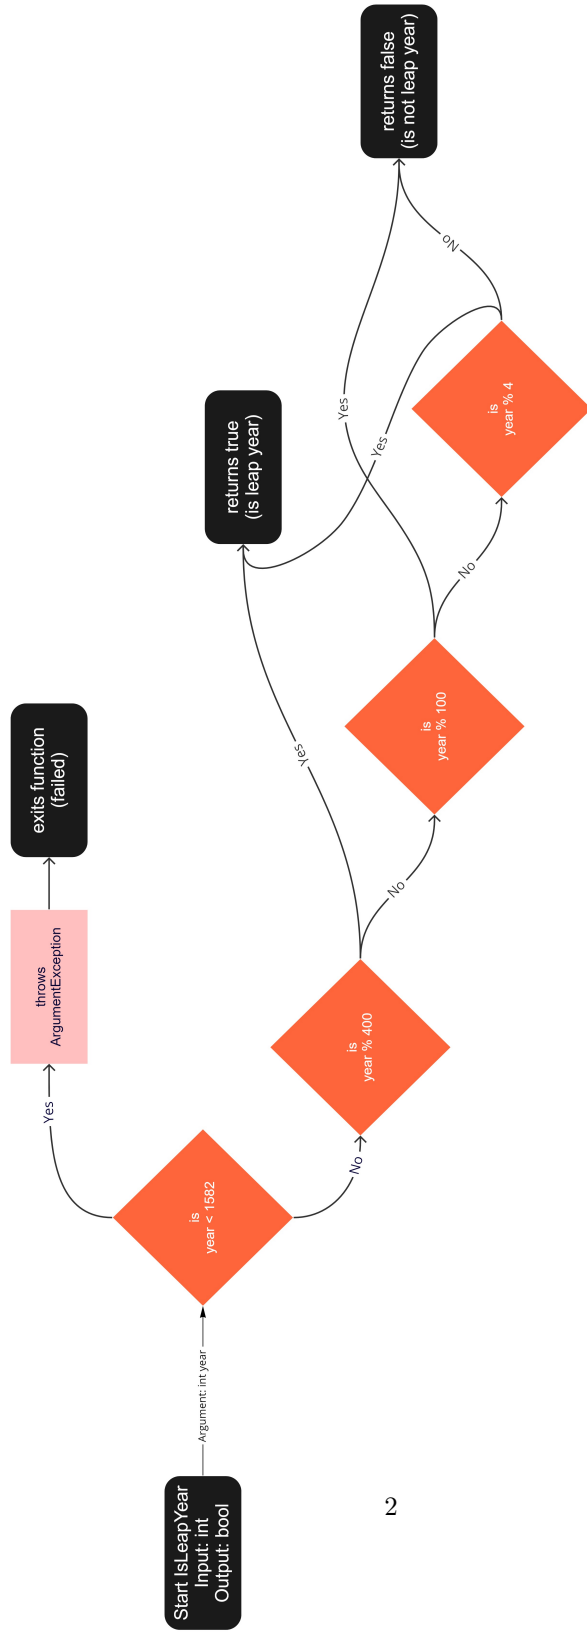 Start IsLeapYear
Input: int
Output: bool
Argument: int year
is
year < 1582
Yes
throws
ArgumentException
exits function
(failed)
No
is
year % 400
Yes
returns true
(is leap year)
No
is
year % 100
Yes
No
is
year % 4
Yes
No
returns false
(is not leap year)
2